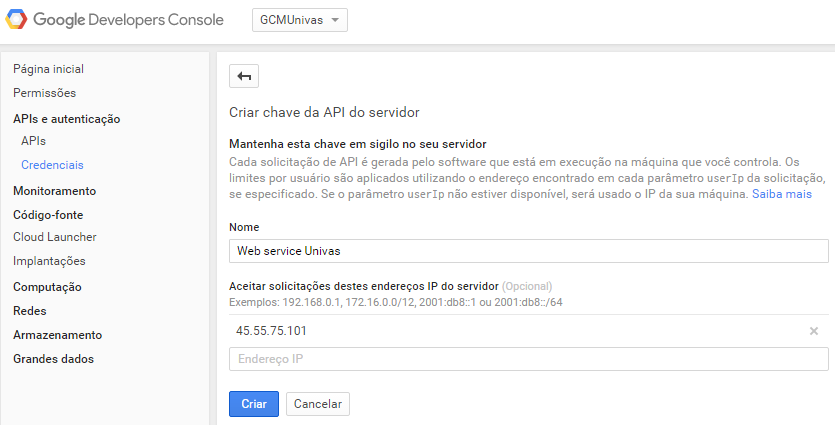 Google Developers Console
GCMUnivas
Página inicial
Permissões
APIs e autenticação
APIs
Credenciais
Monitoramento
Código-fonte
Cloud Launcher
Implantações
Computação
Redes
Armazenamento
Grandes dados
Criar chave da API do servidor
Mantenha esta chave em sigilo no seu servidor
Cada solicitação de API é gerada pelo software que está em execução na máquina que você controla. Os
limites por usuário são aplicados utilizando o endereço encontrado em cada parâmetro userIp da solicitação,
se especificado. Se o parâmetro userIp não estiver disponível, será usado o IP da sua máquina. Saiba mais
Nome
Web service Univas
Aceitar solicitações destes endereços IP do servidor (Opcional)
Exemplos: 192.168.0.1, 172.16.0.0/12, 2001:db8::1 ou 2001:db8::/64
45.55.75.101
Endereço IP
Criar
Cancelar